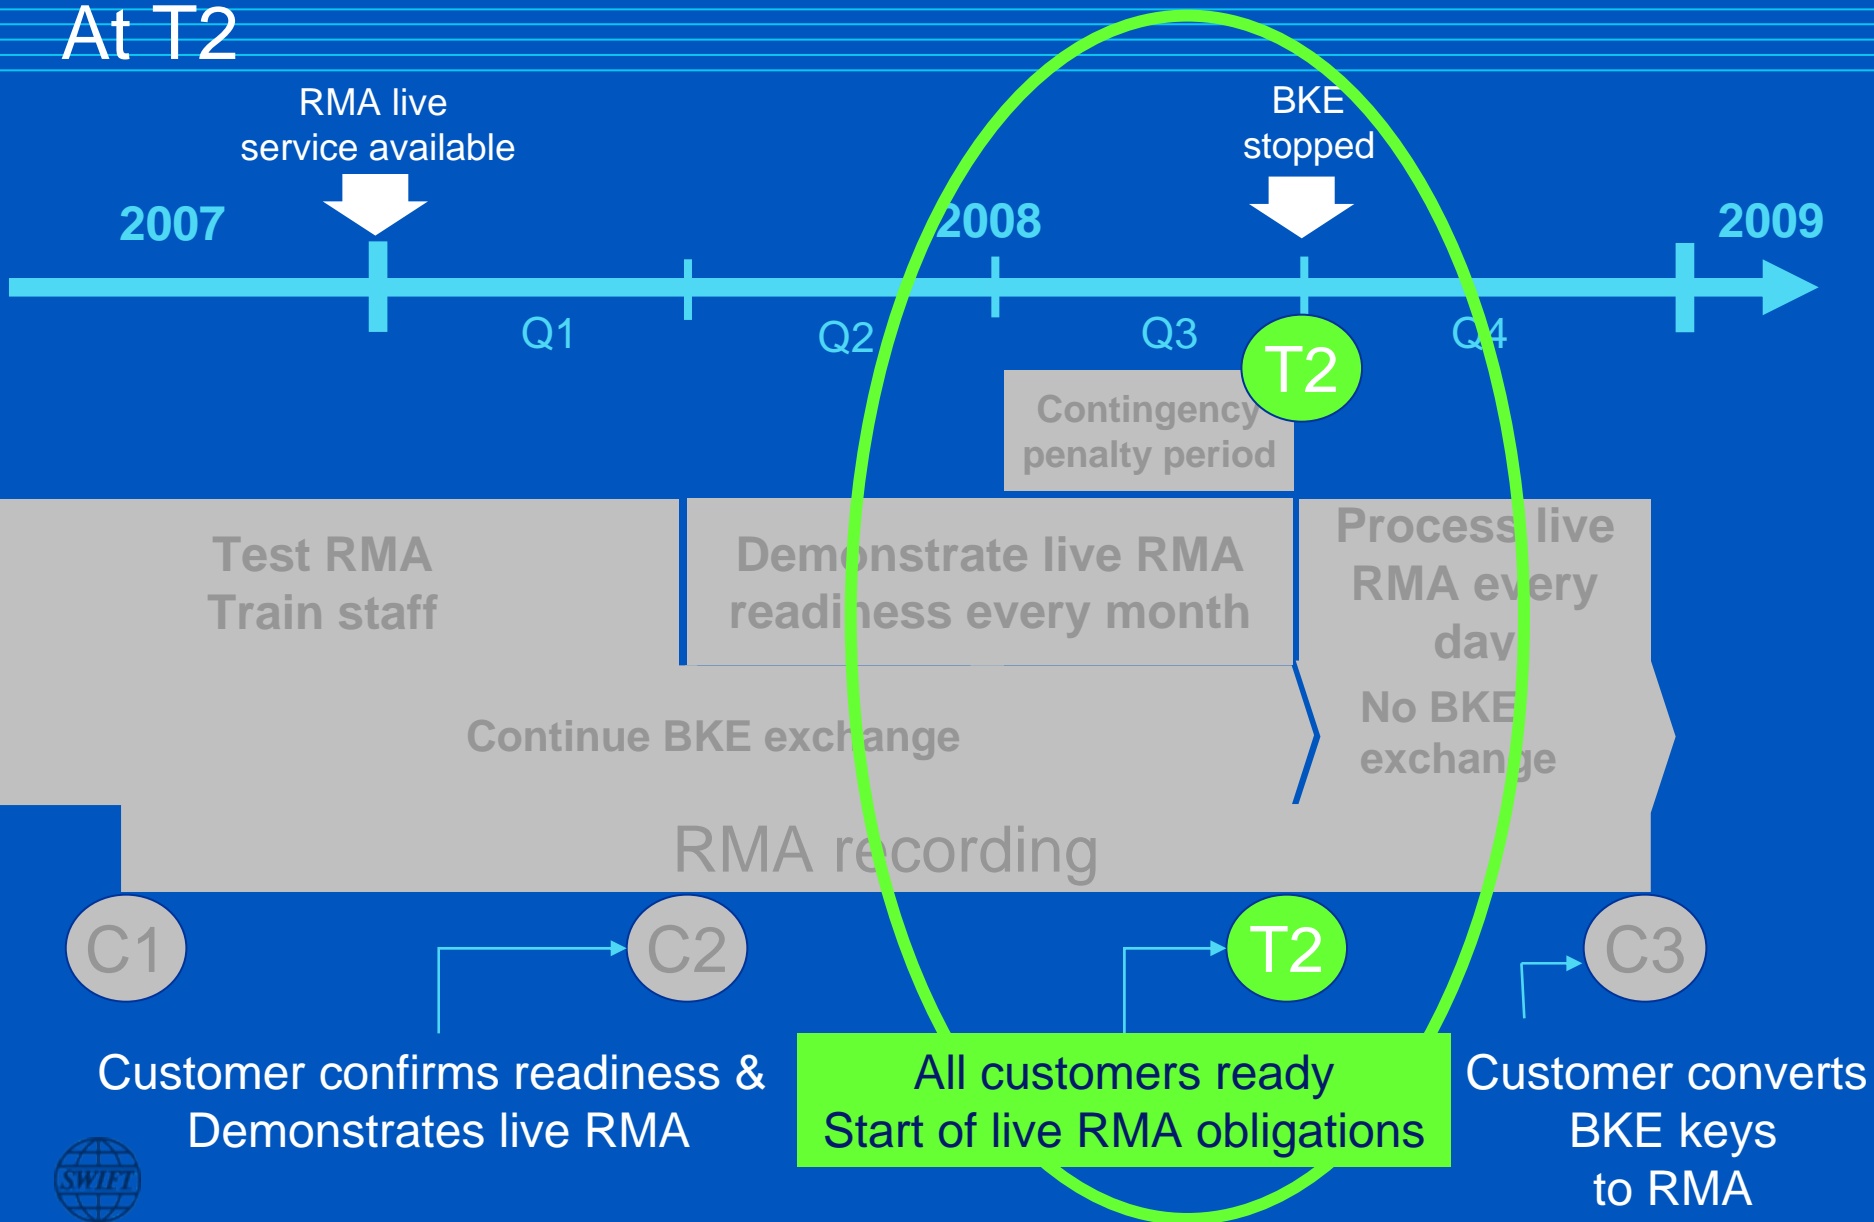 At T2
RMA live
service available
BKE
stopped
2007
2008
2009
Q1
Q2
Q3
Q4
T2
Contingency
penalty period
Test RMA
Train staff
Demonstrate live RMA
readiness every month
Process live
RMA every
day
Continue BKE exchange
No BKE
exchange
RMA recording
C1
C2
T2
C3
Customer confirms readiness &
Demonstrates live RMA
All customers ready
Start of live RMA obligations
Customer converts
BKE keys
to RMA
SWIFT